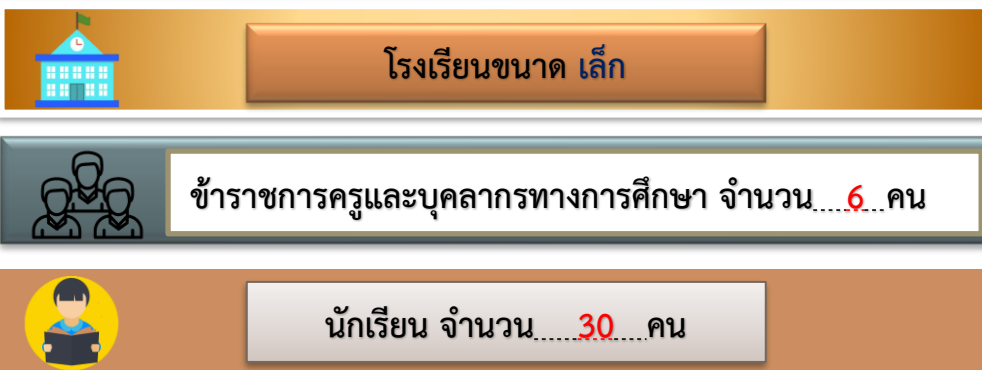 โรงเรียนขนาด เล็ก
ข้าราชการครูและบุคลากรทางการศึกษา จำนวน....6...คน
นักเรียน จำนวน......30....คน